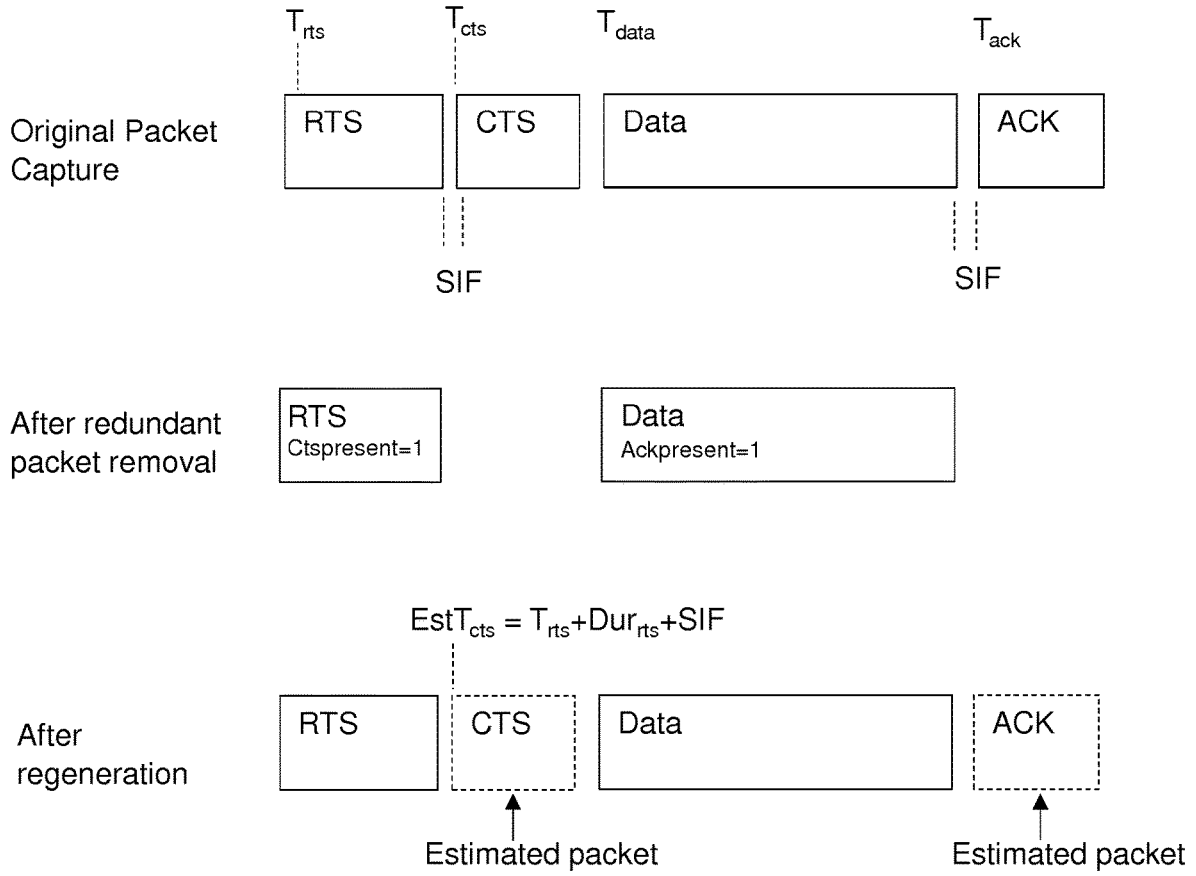 T_rts T_cts T_data T_ack
Original Packet
Capture
RTS CTS Data ACK
SIF SIF
After redundant
packet removal
RTS
Ctspresent=1
Data
Ackpresent=1
EstT_cts = T_rts+Dur_rts+SIF
After
regeneration
RTS CTS Data ACK
Estimated packet Estimated packet